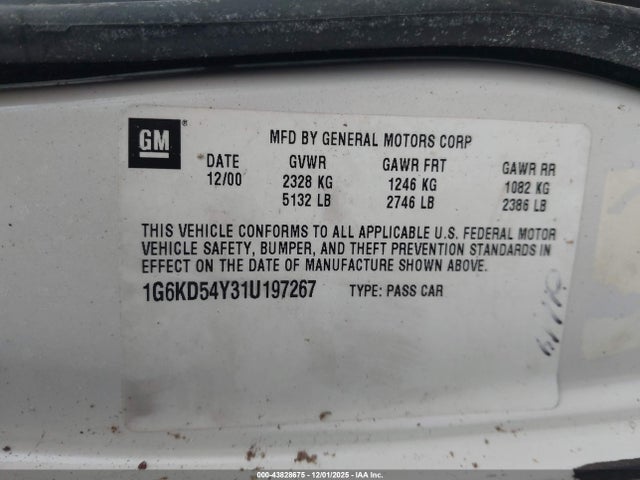 GM
MFD BY GENERAL MOTORS CORP
DATE GVWR GAWR FRT GAWR RR
12/00 2328 KG 1246 KG 1082 KG
5132 LB 2746 LB 2386 LB
THIS VEHICLE CONFORMS TO ALL APPLICABLE U.S. FEDERAL MOTOR
VEHICLE SAFETY, BUMPER, AND THEFT PREVENTION STANDARDS IN
EFFECT ON THE DATE OF MANUFACTURE SHOWN ABOVE.
1G6KD54Y31U197267 TYPE: PASS CAR
00-43828675 12/01/2025 - IAA Inc.